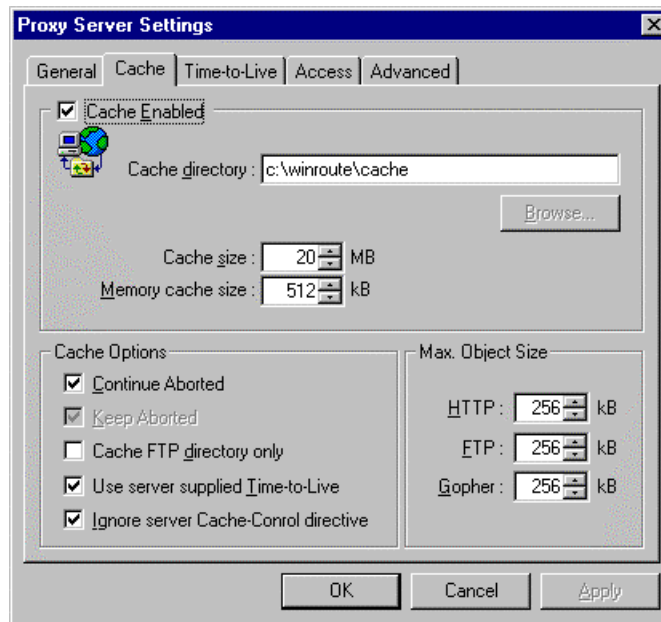 Proxy Server Settings
General Cache Time-to-Live Access Advanced
Cache Enabled
Cache directory : c:\winroute\cache
Browse...
Cache size : 20 MB
Memory cache size : 512 kB
Cache Options
Continue Aborted
Keep Aborted
Cache FTP directory only
Use server supplied Time-to-Live
Ignore server Cache-Conrol directive
Max. Object Size
HTTP : 256 kB
FTP : 256 kB
Gopher : 256 kB
OK Cancel Apply